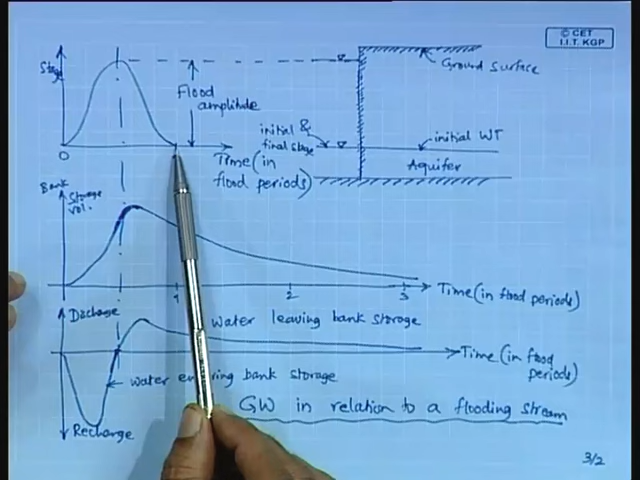 © CET
I.I.T. KGP
Stage
Flood
amplitude
Ground surface
initial &
final stage
initial WT
Aquifer
0
Time (in
flood periods)
Bank
Storage
vol.
1
2
3
Time (in flood periods)
Discharge
Water leaving bank storage
Time (in flood
periods)
water entering bank storage
Recharge
GW in relation to a flooding stream
3/2